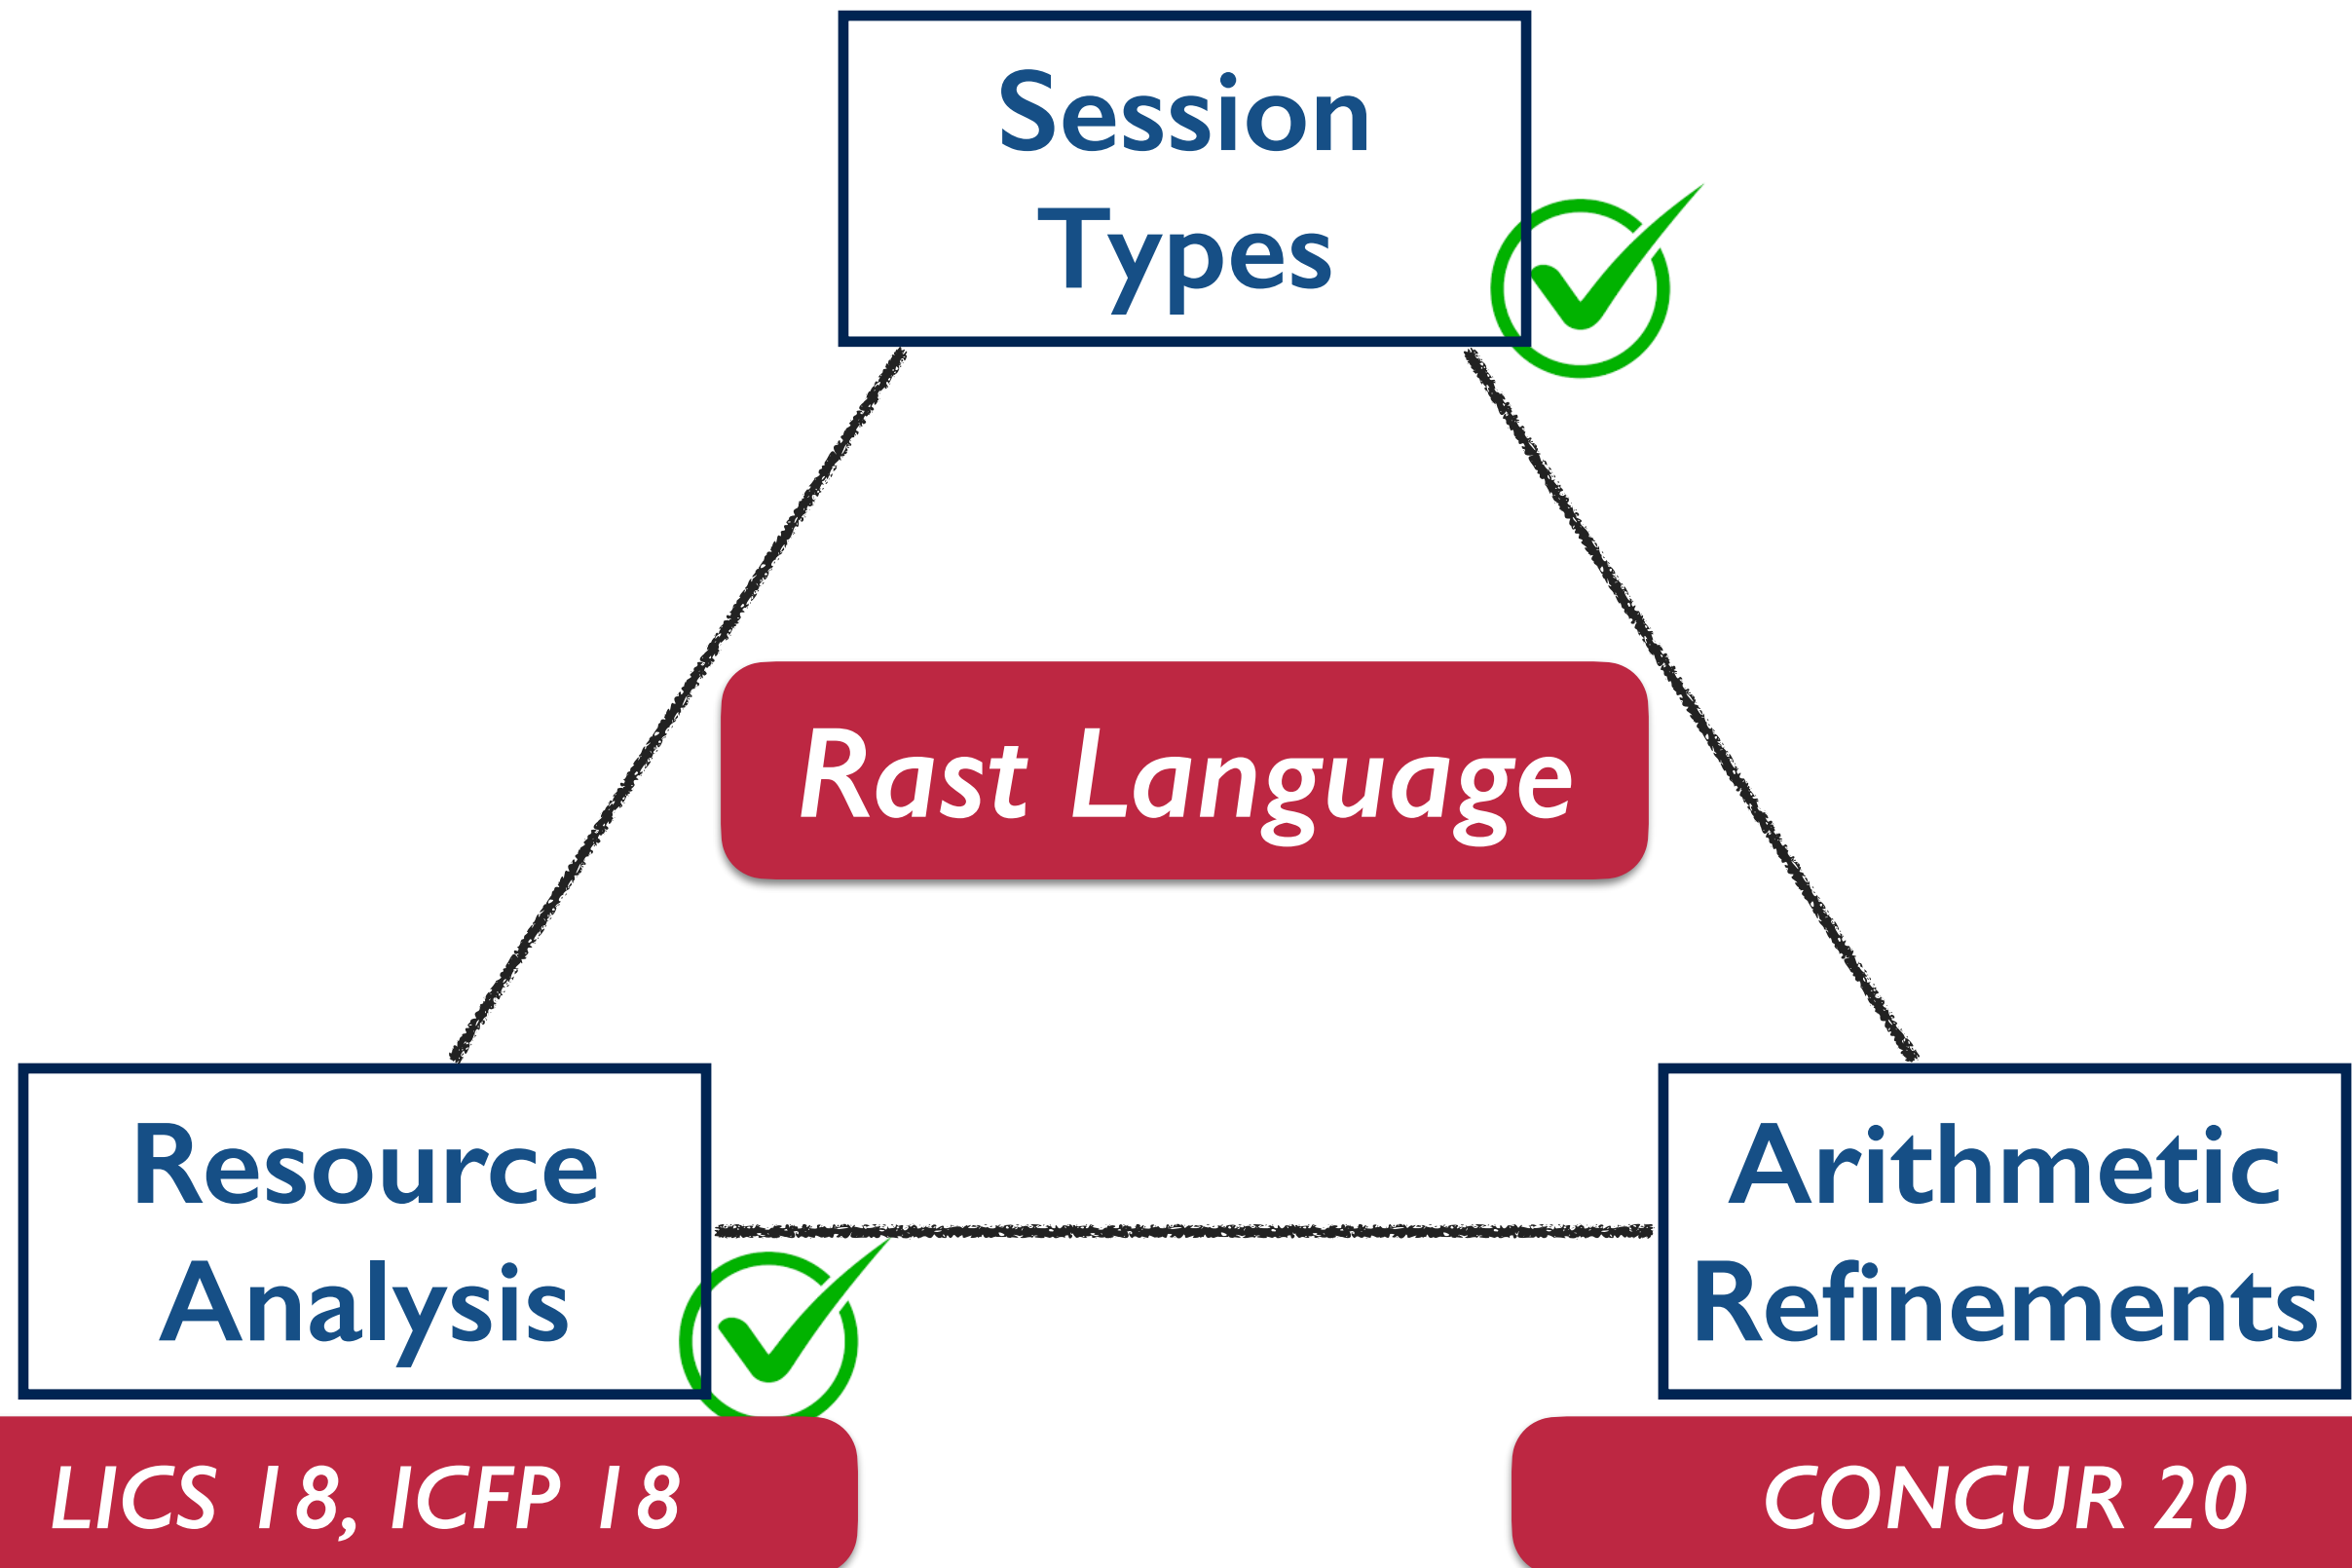 Session
Types
Rast Language
Resource
Analysis
Arithmetic
Refinements
LICS 18, ICFP 18
CONCUR 20